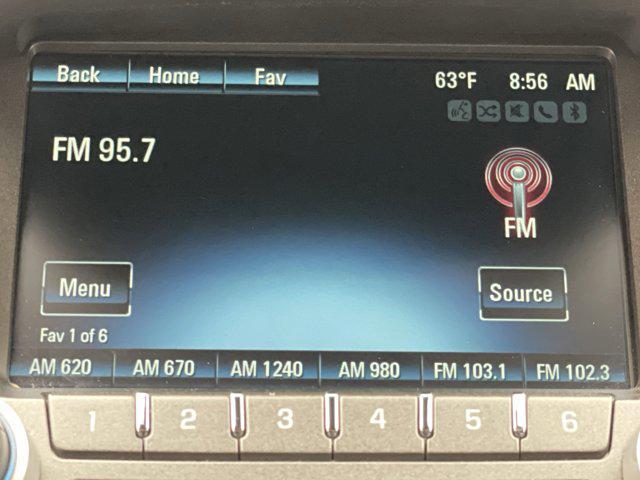 Back Home Fav 63°F 8:56 AM
FM 95.7
FM
Menu Source
Fav 1 of 6
AM 620 AM 670 AM 1240 AM 980 FM 103.1 FM 102.3
1 2 3 4 5 6